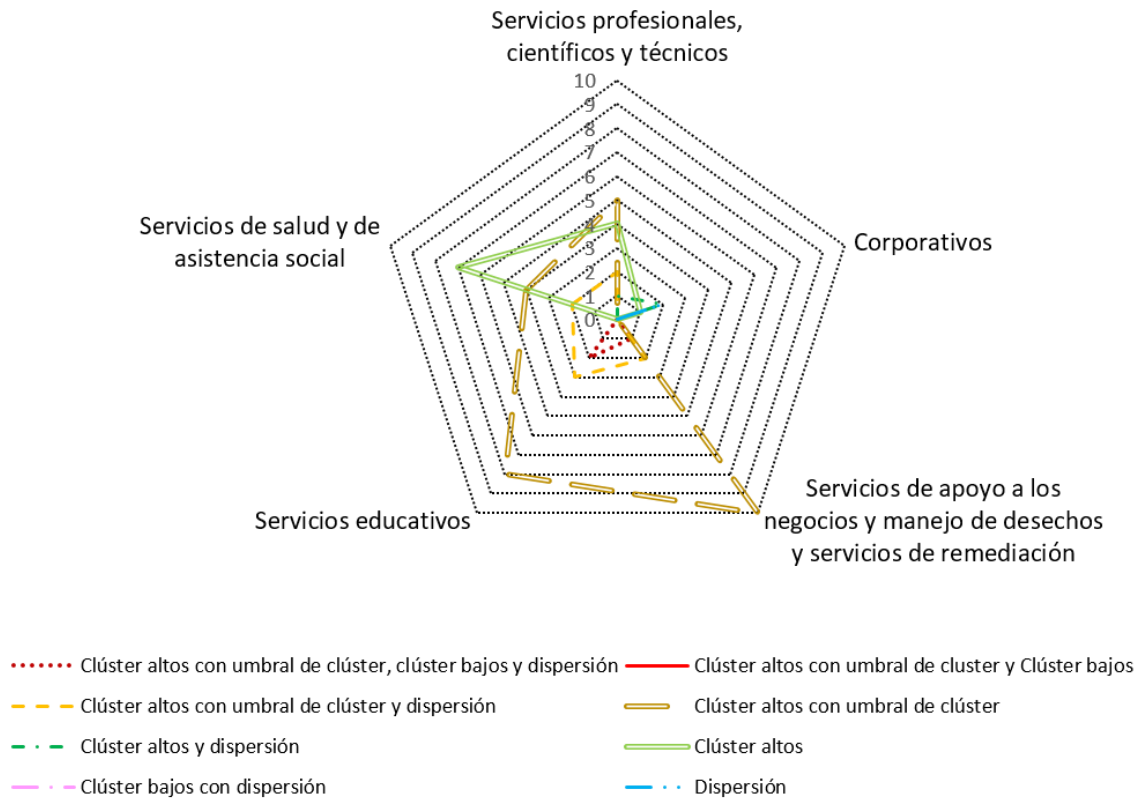 Servicios profesionales,
científicos y técnicos
10
9
8
7
6
5
4
3
2
1
0
Servicios de salud y de
asistencia social
Corporativos
Servicios educativos
Servicios de apoyo a los
negocios y manejo de desechos
y servicios de remediación
Clúster altos con umbral de clúster, clúster bajos y dispersión
Clúster altos con umbral de cluster y Clúster bajos
Clúster altos con umbral de clúster y dispersión
Clúster altos con umbral de clúster
Clúster altos y dispersión
Clúster altos
Clúster bajos con dispersión
Dispersión